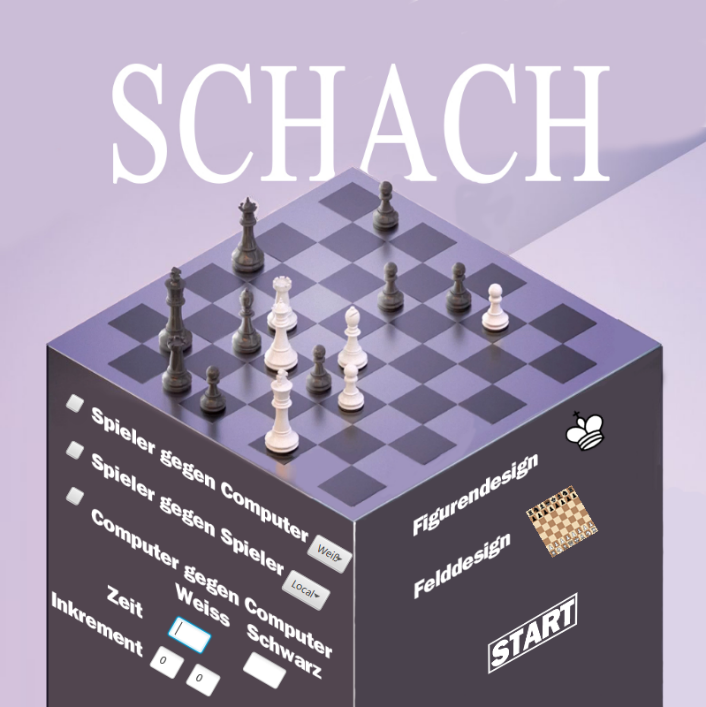 SCHACH
Spieler gegen Computer
Weiß
Spieler gegen Spieler
Local
Computer gegen Computer
Weiss
Schwarz
Zeit
Inkrement
0
0
Figurendesign
Felddesign
START